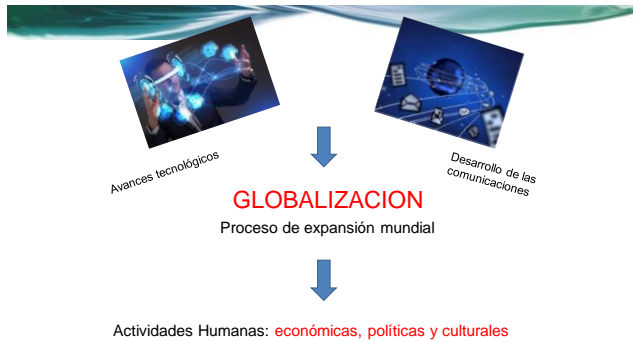 Avances tecnológicos
Desarrollo de las
comunicaciones
GLOBALIZACION
Proceso de expansión mundial
Actividades Humanas: económicas, políticas y culturales